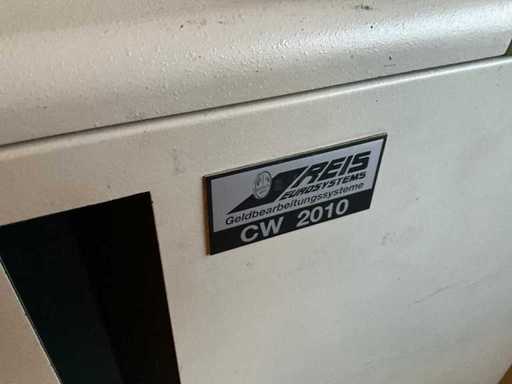 REIS
EUROSYSTEMS
Geldbearbeitungssysteme
CW 2010